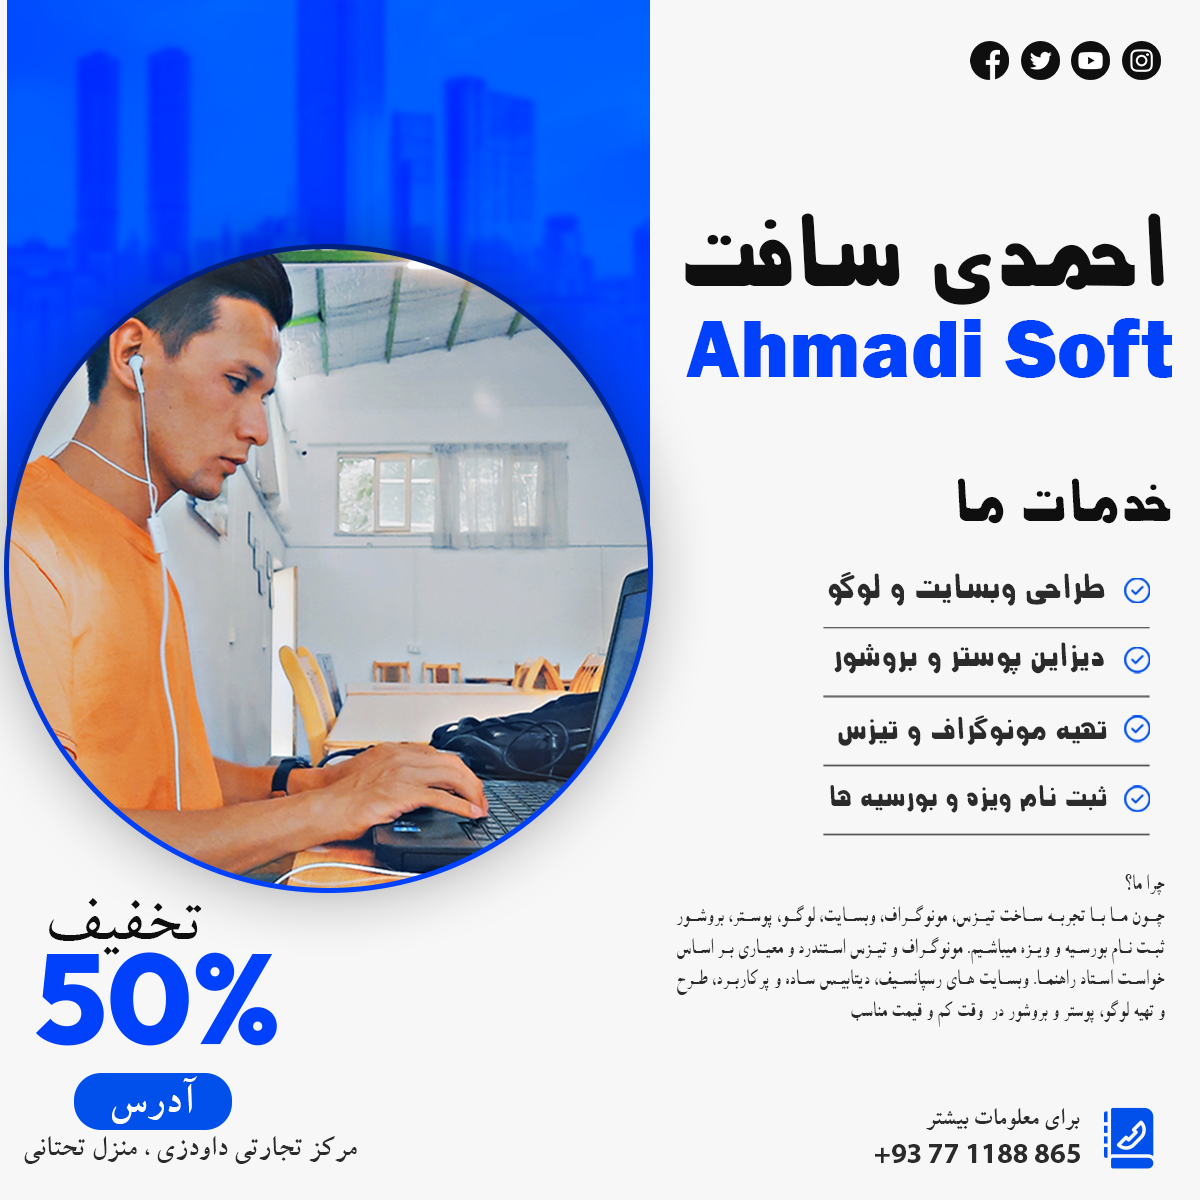 احمدی سافت
Ahmadi Soft
خدمات ما
طراحی وبسایت و لوگو
دیزاین پوستر و بروشور
تهیه مونوگراف و تیزس
ثبت نام ویزه و بورسیه ها
چرا ما؟
چون ما با تجربه ساخت تیزس، مونوگراف، وبسایت، لوگو، پوستر، بروشور
ثبت نام بورسیه و ویزه میباشیم. مونوگراف و تیزس استندرد و معیاری بر اساس
خواست استاد راهنما. وبسایت های رسپانسیف، دیتابیس ساده و پرکاربرد، طرح
و تهیه لوگو، پوستر و بروشور در وقت کم و قیمت مناسب
تخفیف
50%
آدرس
مرکز تجارتی داودزی ، منزل تحتانی
برای معلومات بیشتر
+93 77 1188 865